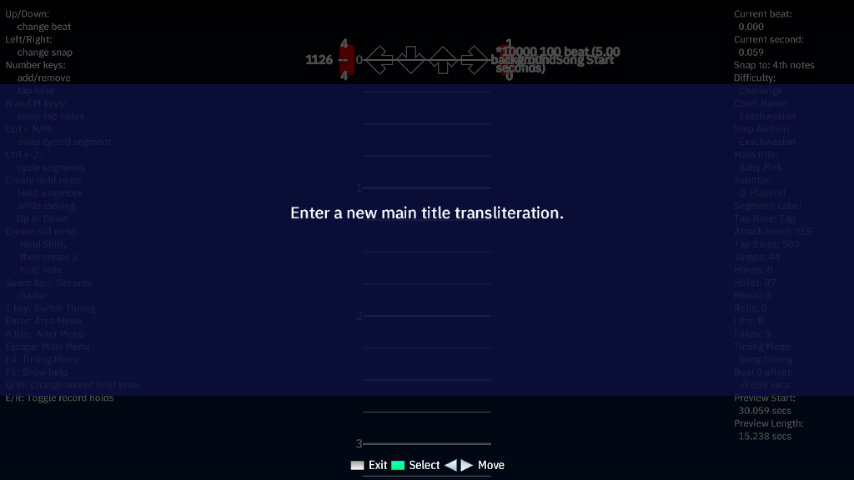 Up/Down:
change beat
Left/Right:
change snap
Number keys:
add/remove
tap note
N and M keys:
swap tap notes
Ctrl + N/M:
swap cycled segment
cycle segments
Create hold note:
Hold a number
while moving
Up or Down
Create roll note:
Hold Shift,
then create a
hold note.
Space bar: Set area
marker
T key: Switch Timing
Enter: Area Menu
A Key: Alter Menu
Escape: Main Menu
F4: Timing Menu
F1: Show help
Q/W: Change record hold time
E/R: Toggle record holds
1126 -- 4 4 0
1 0
*10000 100 beat (5.00
seconds)
Song Start
1
Enter a new main title transliteration.
2
3
Exit Select Move
Current beat:
0.000
Current second:
0.059
Snap to: 4th notes
Difficulty:
Challenge
Chart Name:
Exschwasion
Step Author:
Exschwasion
Main title:
Baby Pink
Subtitle:
[2 Players]
Segment: Label
Tap Note: Tap
Attack here?: YES
Tap Steps: 503
Jumps: 44
Hands: 0
Holds: 87
Mines: 9
Rolls: 0
Lifts: 6
Fakes: 0
Timing Mode:
Song Timing
Beat 0 offset:
-0.059 secs
Preview Start:
30.059 secs
Preview Length:
15.238 secs